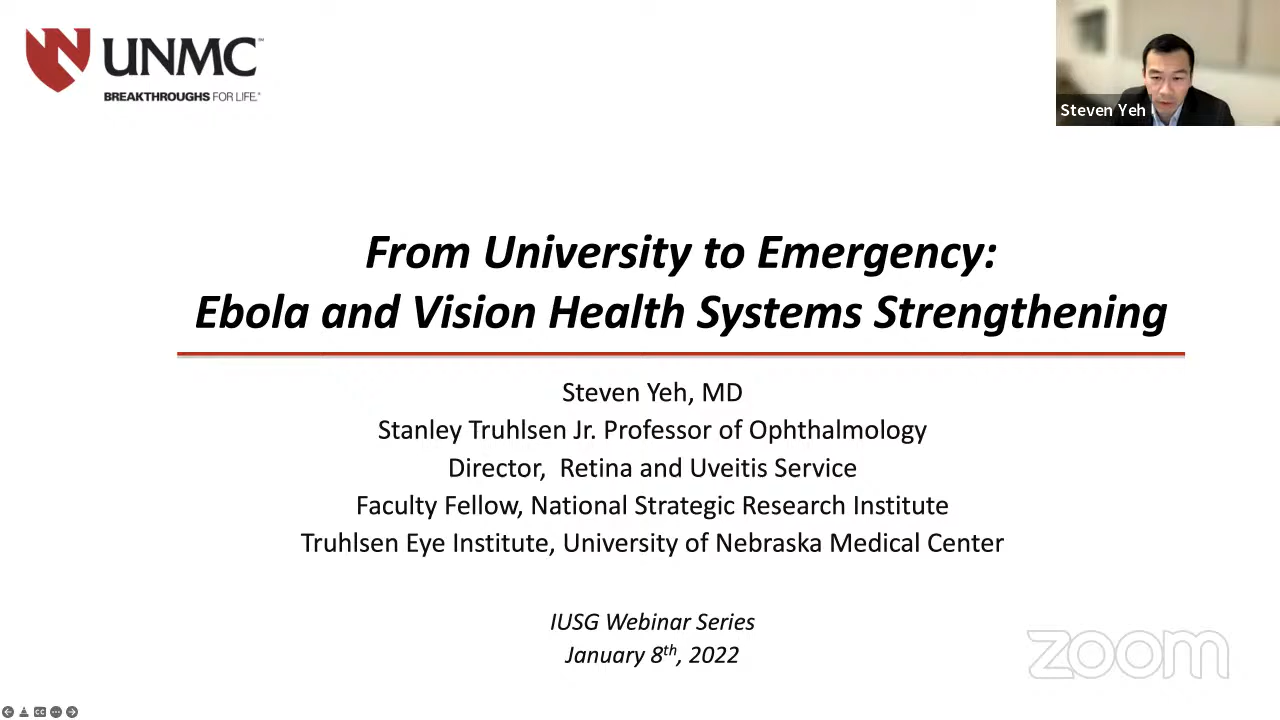 UNMC
BREAKTHROUGHS FOR LIFE.
Steven Yeh
From University to Emergency:
Ebola and Vision Health Systems Strengthening
Steven Yeh, MD
Stanley Truhlsen Jr. Professor of Ophthalmology
Director, Retina and Uveitis Service
Faculty Fellow, National Strategic Research Institute
Truhlsen Eye Institute, University of Nebraska Medical Center
IUSG Webinar Series
January 8th, 2022
zoom